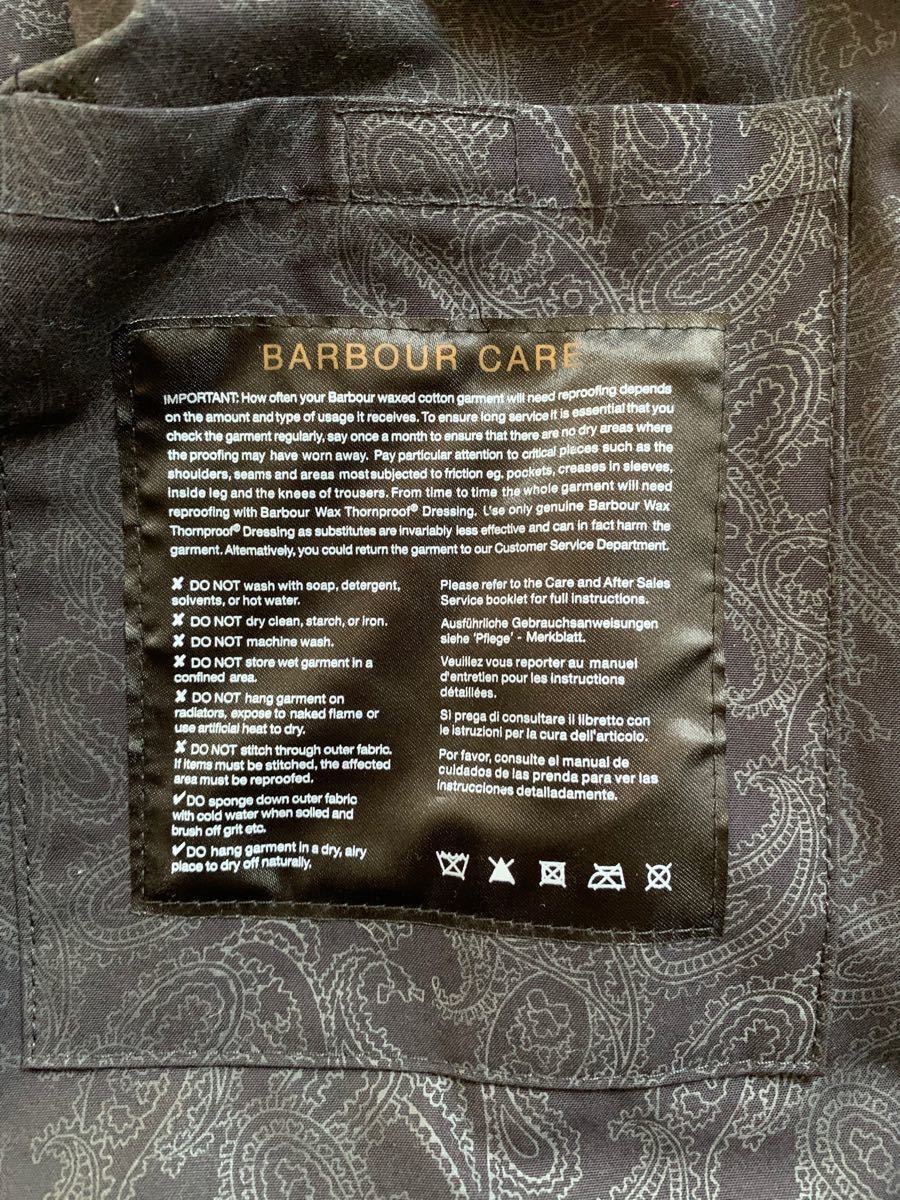 BARBOUR CARE
IMPORTANT: How often your Barbour waxed cotton garment will need reproofing depends
on the amount and type of usage it receives. To ensure long service it is essential that you
check the garment regularly, say once a month to ensure that there are no dry areas where
the proofing may have worn away. Pay particular attention to critical places such as the
shoulders, seams and areas most subjected to friction eg. pockets, creases in sleeves,
inside leg and the knees of trousers. From time to time the whole garment will need
reproofing with Barbour Wax Thornproof® Dressing. Use only genuine Barbour Wax
Thornproof® Dressing as substitutes are invariably less effective and can in fact harm the
garment. Alternatively, you could return the garment to our Customer Service Department.
✘ DO NOT wash with soap, detergent,
solvents, or hot water.
✘ DO NOT dry clean, starch, or iron.
✘ DO NOT machine wash.
✘ DO NOT store wet garment in a
confined area.
✘ DO NOT hang garment on
radiators, expose to naked flame or
use artificial heat to dry.
✘ DO NOT stitch through outer fabric.
If items must be stitched, the affected
area must be reproofed.
✔DO sponge down outer fabric
with cold water when soiled and
brush off grit etc.
✔DO hang garment in a dry, airy
place to dry off naturally,
Please refer to the Care and After Sales
Service booklet for full instructions.
Ausführliche Gebrauchsanweisungen
siehe 'Pflege' - Merkblatt.
Veuillez vous reporter au manuel
d'entretien pour les instructions
détaillées.
Si prega di consultare il libretto con
le istruzioni per la cura dell'articolo.
Por favor, consulte el manual de
cuidados de las prenda para ver las
instrucciones detalladamente.